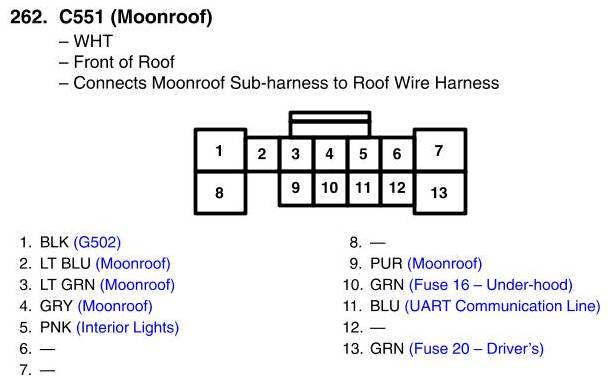 262. C551 (Moonroof)
– WHT
– Front of Roof
– Connects Moonroof Sub-harness to Roof Wire Harness
1 2 3 4 5 6 7
8 9 10 11 12 13
1. BLK (G502)
2. LT BLU (Moonroof)
3. LT GRN (Moonroof)
4. GRY (Moonroof)
5. PNK (Interior Lights)
6. —
7. —
8. —
9. PUR (Moonroof)
10. GRN (Fuse 16 – Under-hood)
11. BLU (UART Communication Line)
12. —
13. GRN (Fuse 20 – Driver's)